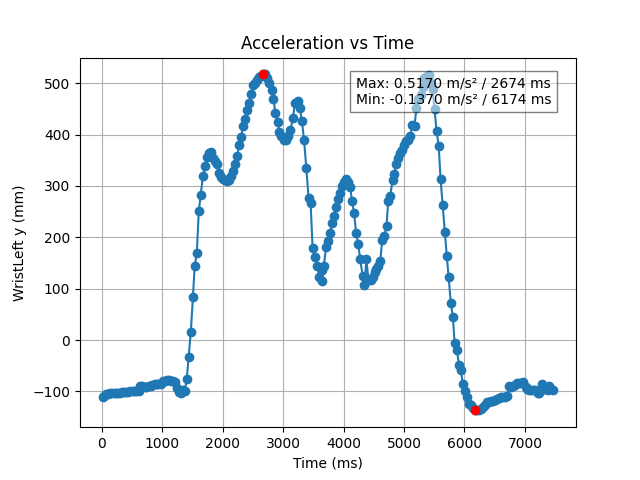 Acceleration vs Time
Max: 0.5170 m/s² / 2674 ms
Min: -0.1370 m/s² / 6174 ms
WristLeft y (mm)
500
400
300
200
100
0
−100
0 1000 2000 3000 4000 5000 6000 7000
Time (ms)